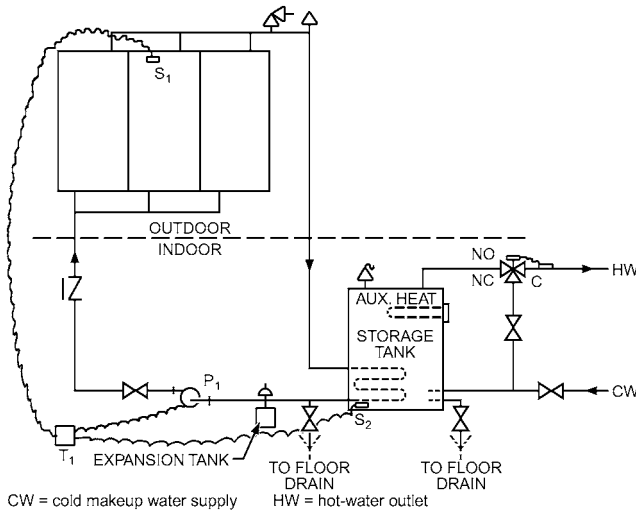 S1
OUTDOOR
INDOOR
NO
HW
NC
C
AUX. HEAT
STORAGE
TANK
P1
CW
S2
T1
EXPANSION TANK
TO FLOOR
DRAIN
TO FLOOR
DRAIN
CW = cold makeup water supply
HW = hot-water outlet